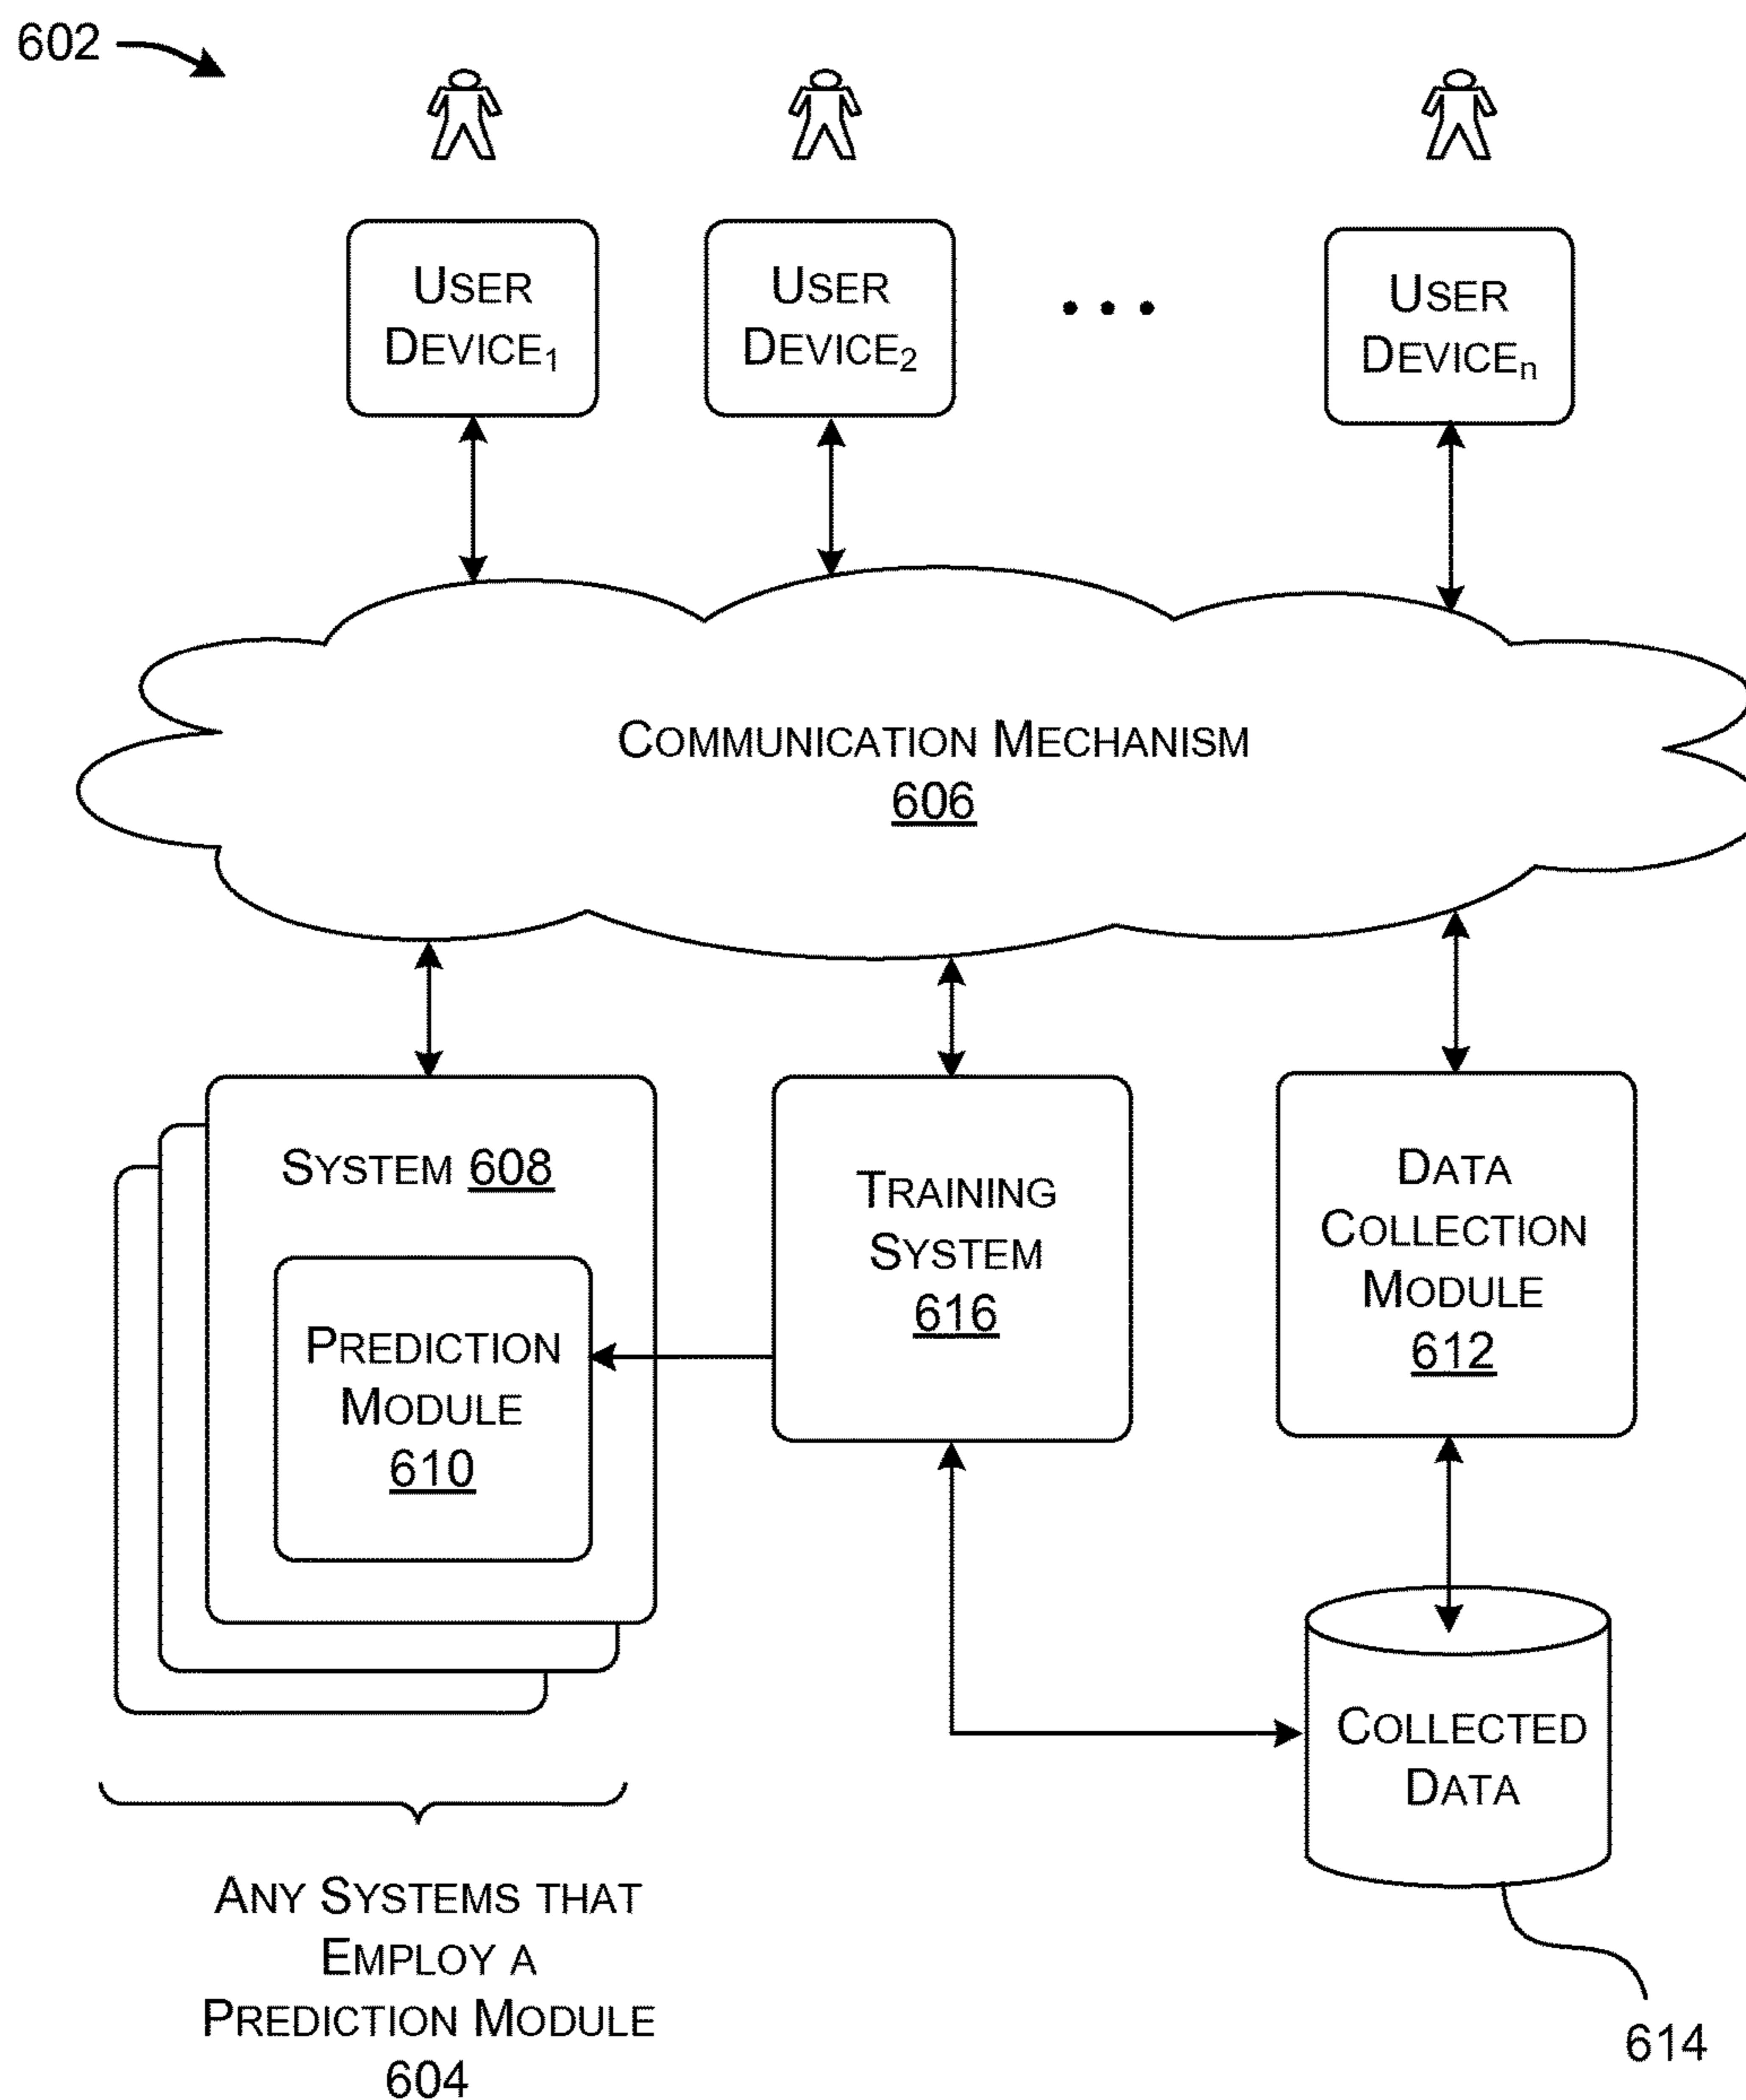 602
USER
DEVICE1
USER
DEVICE2
• • •
USER
DEVICEn
COMMUNICATION MECHANISM
606
SYSTEM 608
PREDICTION
MODULE
610
TRAINING
SYSTEM
616
DATA
COLLECTION
MODULE
612
COLLECTED
DATA
614
ANY SYSTEMS THAT
EMPLOY A
PREDICTION MODULE
604